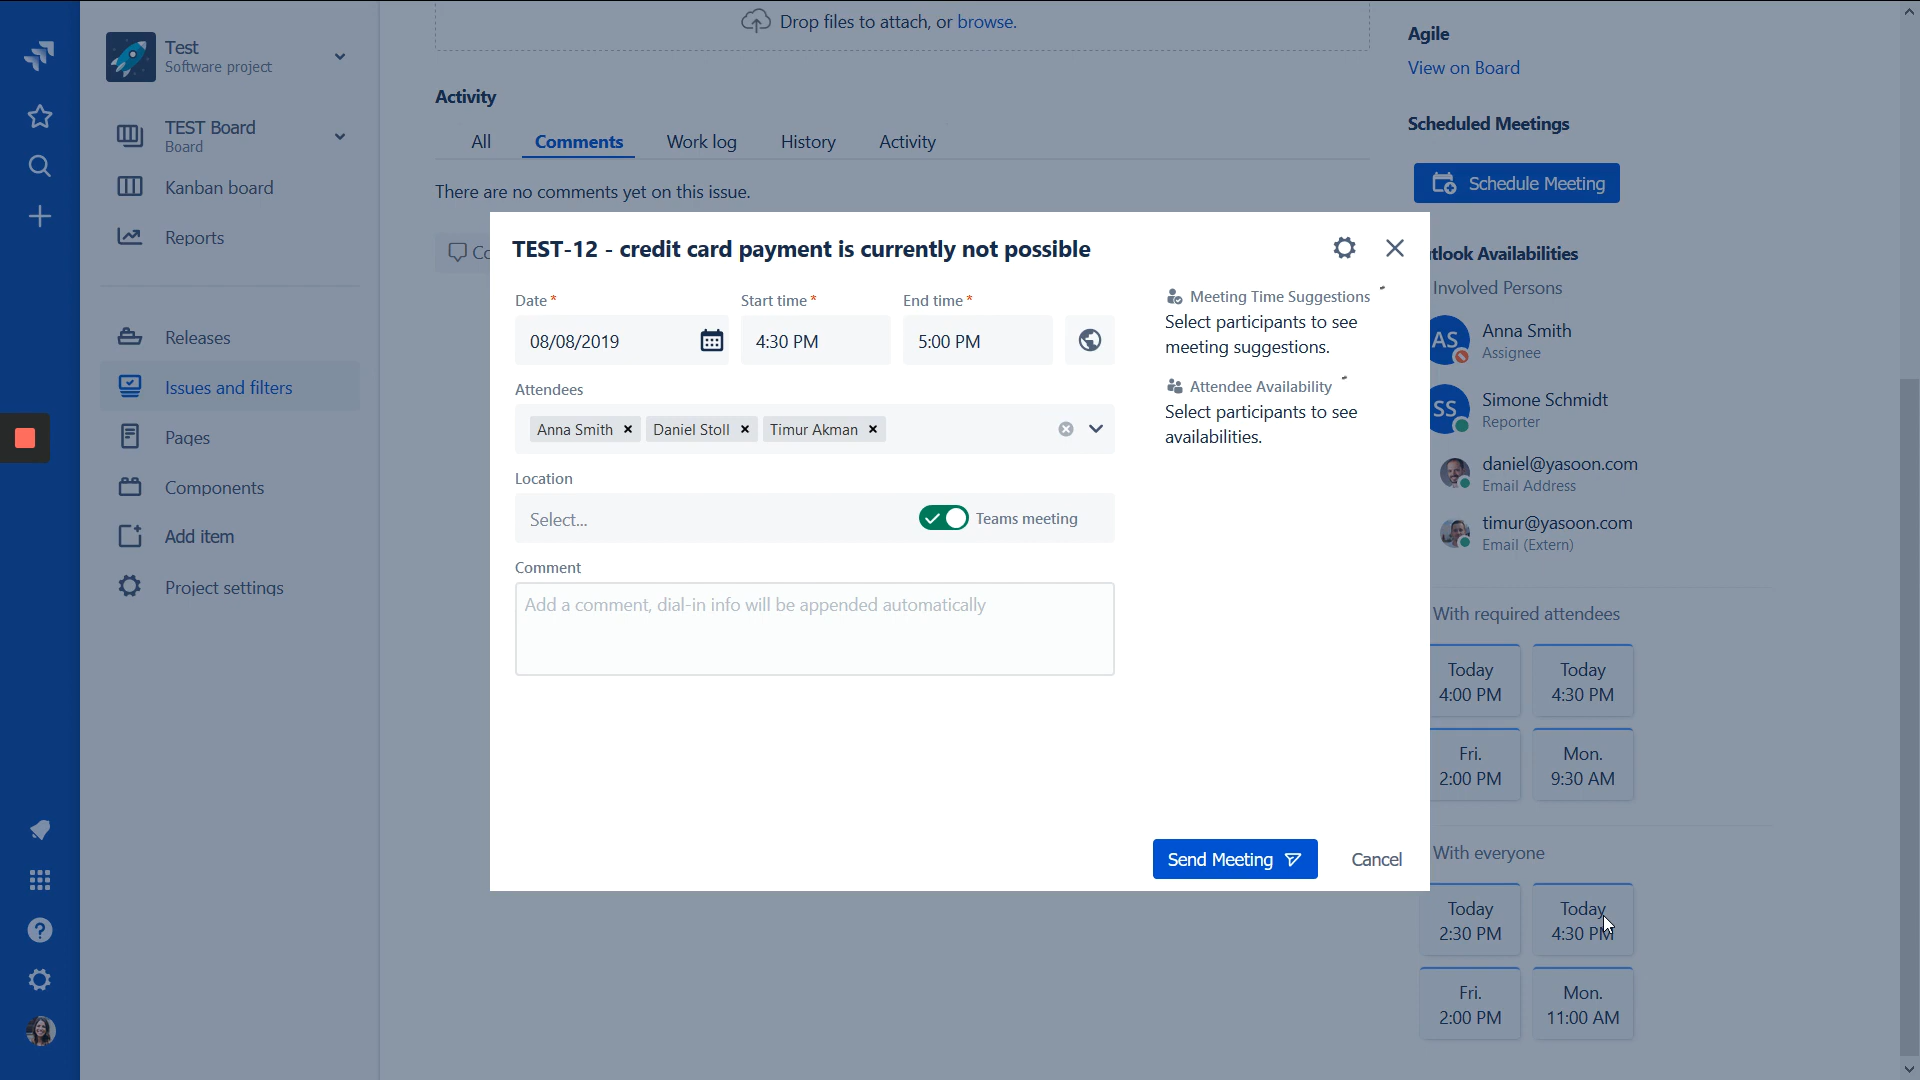 Test
Software project
TEST Board
Board
Kanban board
Reports
Releases
Issues and filters
Pages
Components
Add item
Project settings
Drop files to attach, or browse.
Activity
All
Comments
Work log
History
Activity
There are no comments yet on this issue.
TEST-12 - credit card payment is currently not possible
Date *
Start time *
End time *
08/08/2019
4:30 PM
5:00 PM
Attendees
Anna Smith
Daniel Stoll
Timur Akman
Location
Select...
Teams meeting
Comment
Add a comment, dial-in info will be appended automatically
Meeting Time Suggestions
Select participants to see
meeting suggestions.
Attendee Availability
Select participants to see
availabilities.
Send Meeting
Cancel
Agile
View on Board
Scheduled Meetings
Schedule Meeting
tlook Availabilities
Involved Persons
AS
Anna Smith
Assignee
SS
Simone Schmidt
Reporter
daniel@yasoon.com
Email Address
timur@yasoon.com
Email (Extern)
With required attendees
Today
4:00 PM
Today
4:30 PM
Fri.
2:00 PM
Mon.
9:30 AM
With everyone
Today
2:30 PM
Today
4:30 PM
Fri.
2:00 PM
Mon.
11:00 AM